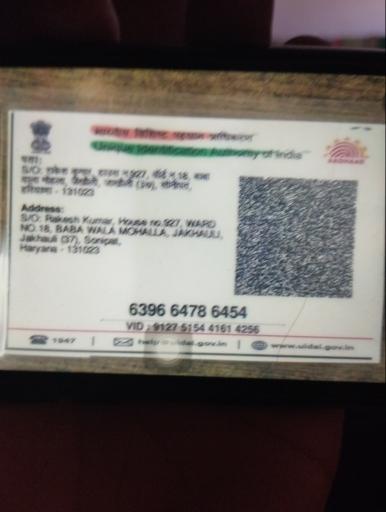 भारतीय विशिष्ट पहचान प्राधिकरण
Unique Identification Authority of India
AADHAAR
पता:
S/O: राकेश कुमार, हाउस न.927, वॉर्ड न.18, बाबा
वाला मोहल्ला, जाखौली (37), सोनीपत,
हरियाणा - 131023
Address:
S/O: Rakesh Kumar, House no.927, WARD
NO.18, BABA WALA MOHALLA, JAKHAULI,
Jakhauli (37), Sonipat,
Haryana - 131023
6396 6478 6454
VID : 9127 5154 4161 4256
1947 | help@uidai.gov.in | www.uidai.gov.in